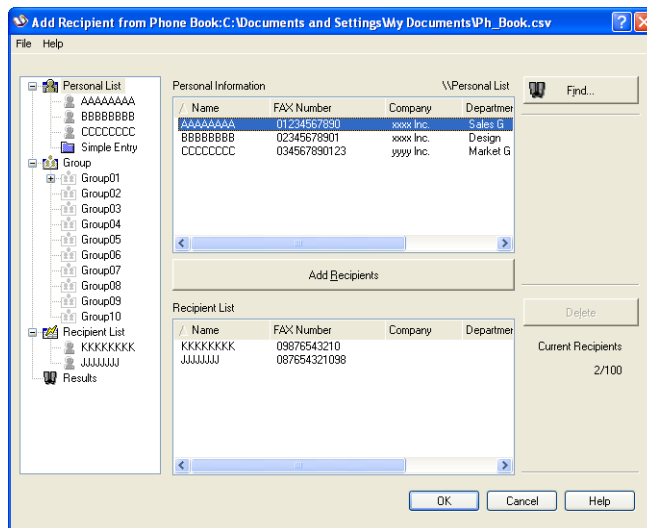 Add Recipient from Phone Book:C:\Documents and Settings\My Documents\Ph_Book.csv
File Help
Personal List
AAAAAAAA
BBBBBBBB
CCCCCCCC
Simple Entry
Group
Group01
Group02
Group03
Group04
Group05
Group06
Group07
Group08
Group09
Group10
Recipient List
KKKKKKKK
JJJJJJJJ
Results
Personal Information \\Personal List
Name FAX Number Company Departmer
AAAAAAAA 01234567890 xxxx Inc. Sales G
BBBBBBBB 02345678901 xxxx Inc. Design
CCCCCCCC 034567890123 yyyy Inc. Market G
Add Recipients
Recipient List
Name FAX Number Company Departmer
KKKKKKKK 09876543210
JJJJJJJJ 087654321098
Find...
Delete
Current Recipients
2/100
OK Cancel Help